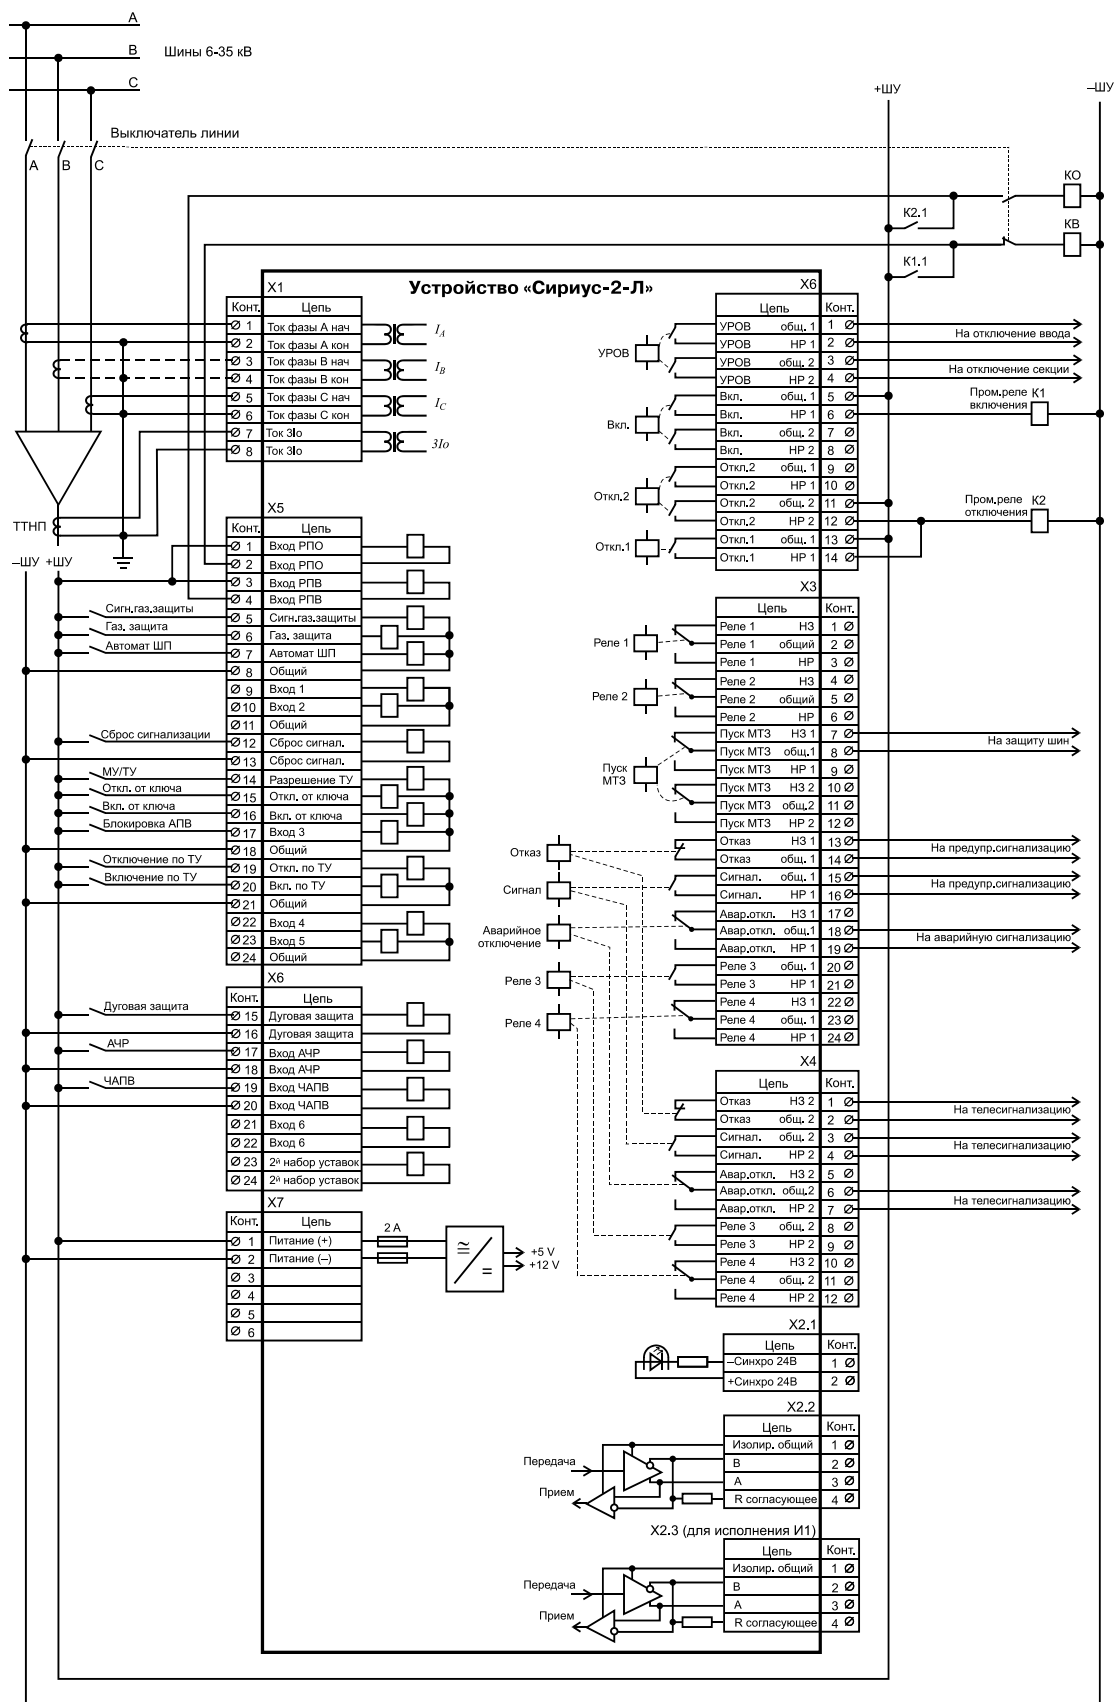 A
B
Шины 6-35 кВ
C
+ШУ
–ШУ
Выключатель линии
A B C
КО
К2.1
КВ
К1.1
Устройство «Сириус-2-Л»
X1
Конт. Цепь
1 Ток фазы А нач
2 Ток фазы А кон
3 Ток фазы В нач
4 Ток фазы В кон
5 Ток фазы С нач
6 Ток фазы С кон
7 Ток 3Iо
8 Ток 3Iо
IA
IB
IC
3Io
ТТНП
–ШУ +ШУ
X5
Конт. Цепь
1 Вход РПО
2 Вход РПО
3 Вход РПВ
4 Вход РПВ
5 Сигн.газ.защиты
6 Газ. защита
7 Автомат ШП
8 Общий
9 Вход 1
10 Вход 2
11 Общий
12 Сброс сигнал.
13 Сброс сигнал.
14 Разрешение ТУ
15 Откл. от ключа
16 Вкл. от ключа
17 Вход 3
18 Общий
19 Откл. по ТУ
20 Вкл. по ТУ
21 Общий
22 Вход 4
23 Вход 5
24 Общий
Сигн.газ.защиты
Газ. защита
Автомат ШП
Сброс сигнализации
МУ/ТУ
Откл. от ключа
Вкл. от ключа
Блокировка АПВ
Отключение по ТУ
Включение по ТУ
X6
Конт. Цепь
15 Дуговая защита
16 Дуговая защита
17 Вход АЧР
18 Вход АЧР
19 Вход ЧАПВ
20 Вход ЧАПВ
21 Вход 6
22 Вход 6
23 2й набор уставок
24 2й набор уставок
Дуговая защита
АЧР
ЧАПВ
X7
Конт. Цепь
1 Питание (+)
2 Питание (–)
3
4
5
6
2 А
≅
=
+5 V
+12 V
X6
Цепь Конт.
УРОВ общ. 1 1
УРОВ НР 1 2
УРОВ общ. 2 3
УРОВ НР 2 4
Вкл. общ. 1 5
Вкл. НР 1 6
Вкл. общ. 2 7
Вкл. НР 2 8
Откл.2 общ. 1 9
Откл.2 НР 1 10
Откл.2 общ. 2 11
Откл.2 НР 2 12
Откл.1 общ. 1 13
Откл.1 НР 1 14
УРОВ
Вкл.
Откл.2
Откл.1
На отключение ввода
На отключение секции
Пром.реле включения К1
Пром.реле отключения К2
X3
Цепь Конт.
Реле 1 НЗ 1
Реле 1 общий 2
Реле 1 НР 3
Реле 2 НЗ 4
Реле 2 общий 5
Реле 2 НР 6
Пуск МТЗ НЗ 1 7
Пуск МТЗ общ.1 8
Пуск МТЗ НР 1 9
Пуск МТЗ НЗ 2 10
Пуск МТЗ общ.2 11
Пуск МТЗ НР 2 12
Отказ НЗ 1 13
Отказ общ. 1 14
Сигнал. общ. 1 15
Сигнал. НР 1 16
Авар.откл. НЗ 1 17
Авар.откл. общ.1 18
Авар.откл. НР 1 19
Реле 3 общ. 1 20
Реле 3 НР 1 21
Реле 4 НЗ 1 22
Реле 4 общ. 1 23
Реле 4 НР 1 24
Реле 1
Реле 2
Пуск
МТЗ
Отказ
Сигнал
Аварийное
отключение
Реле 3
Реле 4
На защиту шин
На предупр.сигнализацию
На предупр.сигнализацию
На аварийную сигнализацию
X4
Цепь Конт.
Отказ НЗ 2 1
Отказ общ. 2 2
Сигнал. общ. 2 3
Сигнал. НР 2 4
Авар.откл. НЗ 2 5
Авар.откл. общ.2 6
Авар.откл. НР 2 7
Реле 3 общ. 2 8
Реле 3 НР 2 9
Реле 4 НЗ 2 10
Реле 4 общ. 2 11
Реле 4 НР 2 12
На телесигнализацию
На телесигнализацию
На телесигнализацию
X2.1
Цепь Конт.
–Синхро 24В 1
+Синхро 24В 2
X2.2
Цепь Конт.
Изолир. общий 1
B 2
A 3
R согласующее 4
Передача
Прием
X2.3 (для исполнения И1)
Цепь Конт.
Изолир. общий 1
B 2
A 3
R согласующее 4
Передача
Прием